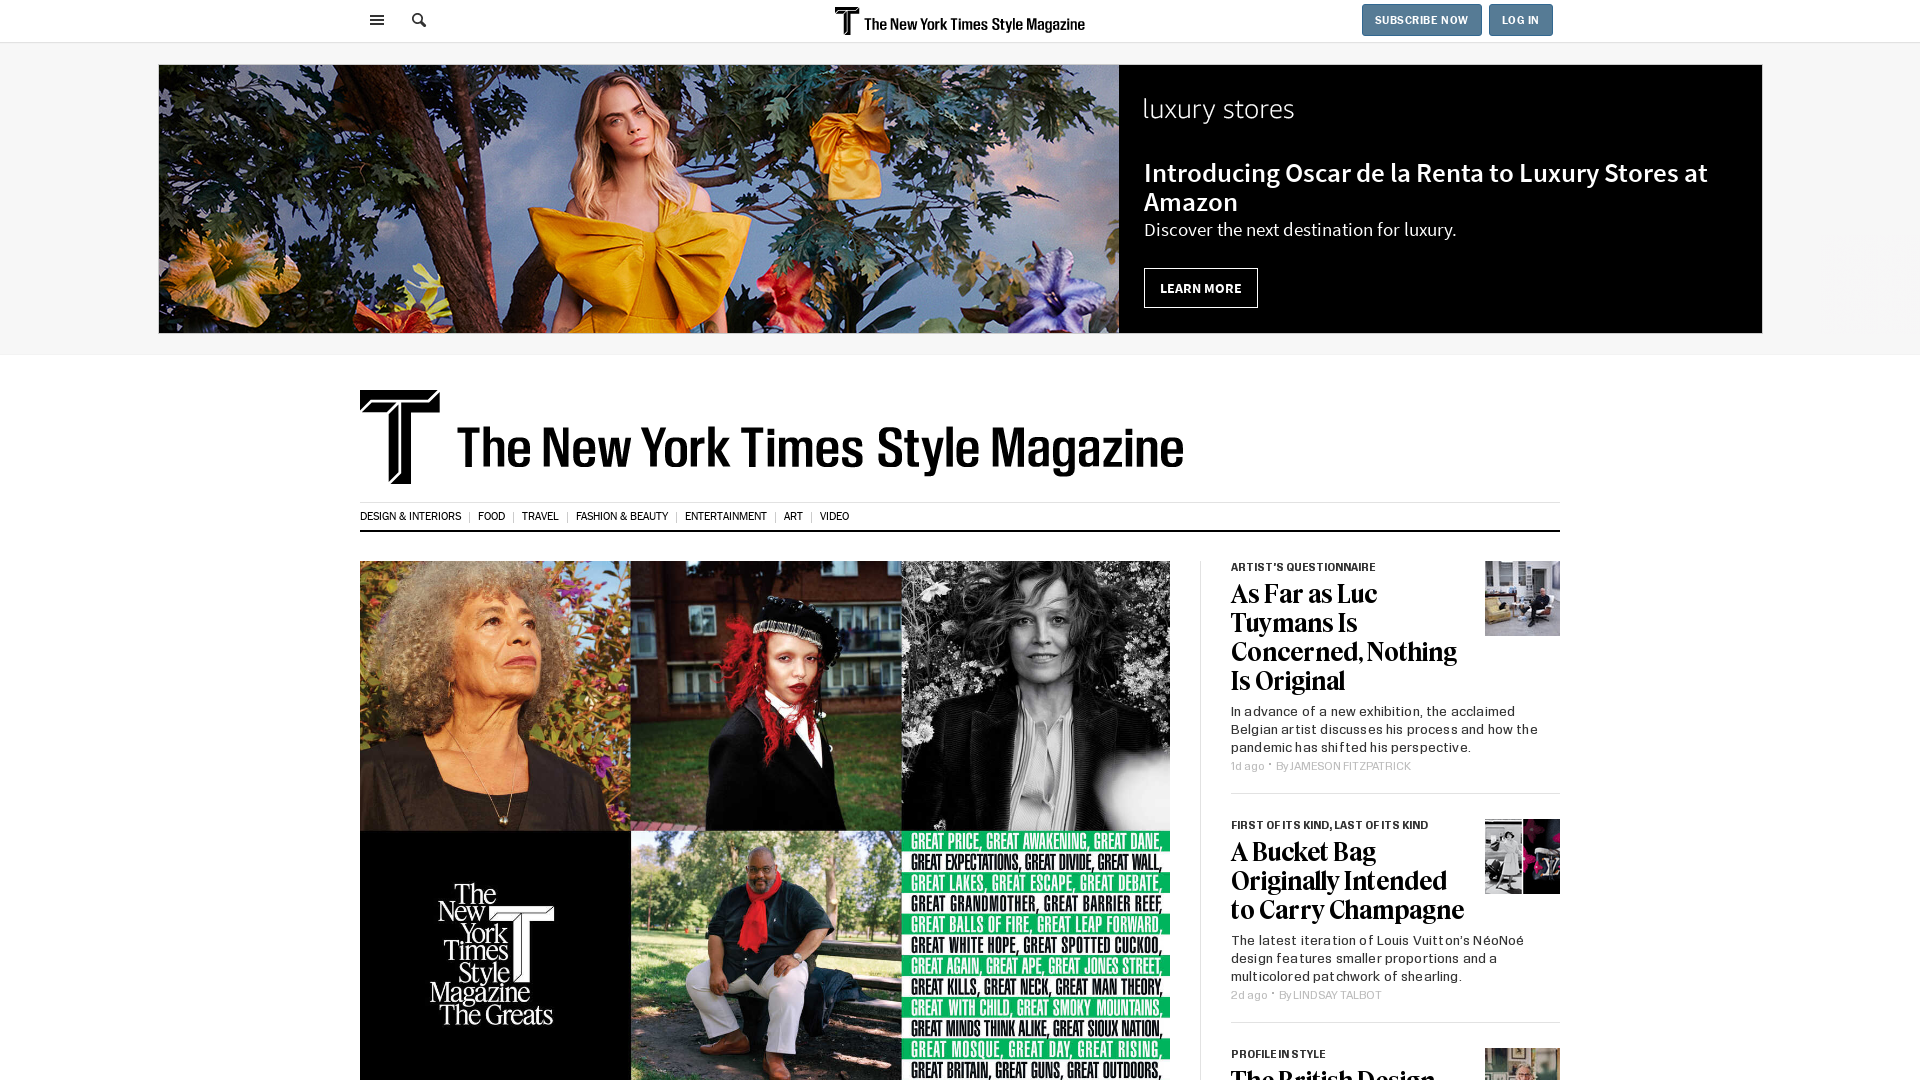 The New York Times Style Magazine
SUBSCRIBE NOW
LOG IN
luxury stores
Introducing Oscar de la Renta to Luxury Stores at
Amazon
Discover the next destination for luxury.
LEARN MORE
T The New York Times Style Magazine
DESIGN & INTERIORS
FOOD
TRAVEL
FASHION & BEAUTY
ENTERTAINMENT
ART
VIDEO
The
New
York
Times
Style
Magazine
The Greats
T
GREAT PRICE, GREAT AWAKENING, GREAT DANE,
GREAT EXPECTATIONS, GREAT DIVIDE, GREAT WALL,
GREAT LAKES, GREAT ESCAPE, GREAT DEBATE,
GREAT GRANDMOTHER, GREAT BARRIER REEF,
GREAT BALLS OF FIRE, GREAT LEAP FORWARD,
GREAT WHITE HOPE, GREAT SPOTTED CUCKOO,
GREAT AGAIN, GREAT APE, GREAT JONES STREET,
GREAT KILLS, GREAT NECK, GREAT MAN THEORY,
GREAT WITH CHILD, GREAT SMOKY MOUNTAINS,
GREAT MINDS THINK ALIKE, GREAT SIOUX NATION,
GREAT MOSQUE, GREAT DAY, GREAT RISING,
GREAT BRITAIN, GREAT GUNS, GREAT OUTDOORS,
ARTIST'S QUESTIONNAIRE
As Far as Luc
Tuymans Is
Concerned, Nothing
Is Original
In advance of a new exhibition, the acclaimed
Belgian artist discusses his process and how the
pandemic has shifted his perspective.
1d ago · By JAMESON FITZPATRICK
FIRST OF ITS KIND, LAST OF ITS KIND
A Bucket Bag
Originally Intended
to Carry Champagne
The latest iteration of Louis Vuitton's NéoNoé
design features smaller proportions and a
multicolored patchwork of shearling.
2d ago · By LINDSAY TALBOT
PROFILE IN STYLE
The British Design